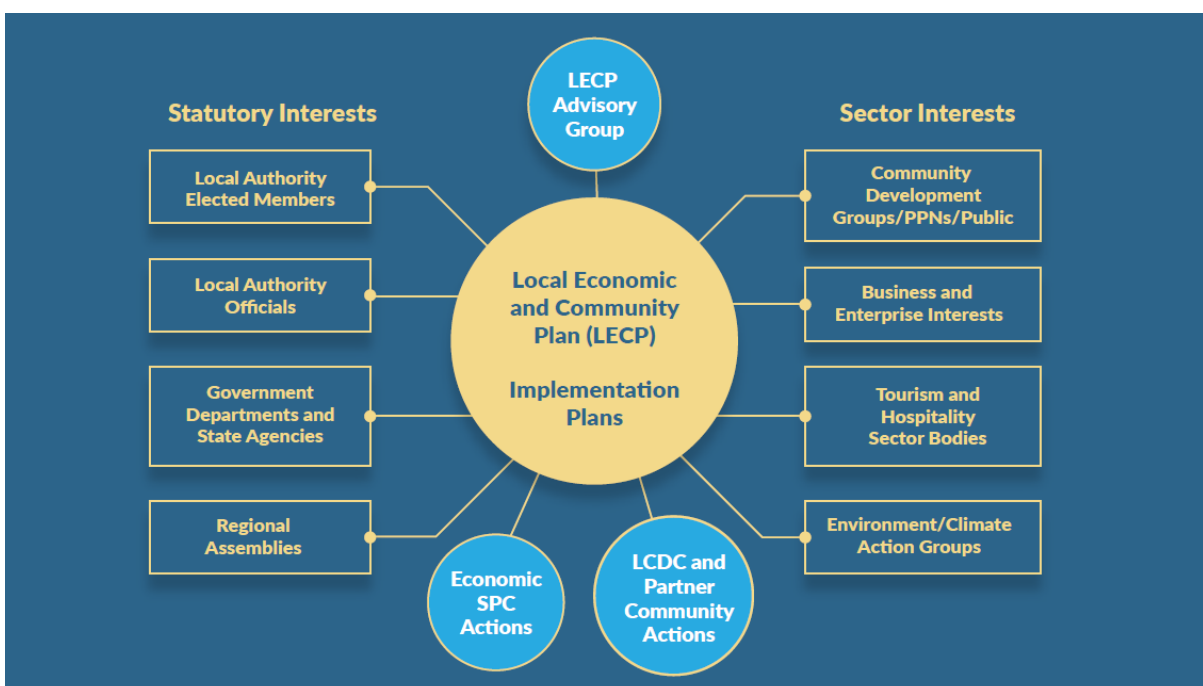 LECP
Advisory
Group
Statutory Interests
Local Authority
Elected Members
Local Authority
Officials
Government
Departments and
State Agencies
Regional
Assemblies
Local Economic
and Community
Plan (LECP)
Implementation
Plans
Economic
SPC
Actions
LCDC and
Partner
Community
Actions
Sector Interests
Community
Development
Groups/PPNs/Public
Business and
Enterprise Interests
Tourism and
Hospitality
Sector Bodies
Environment/Climate
Action Groups